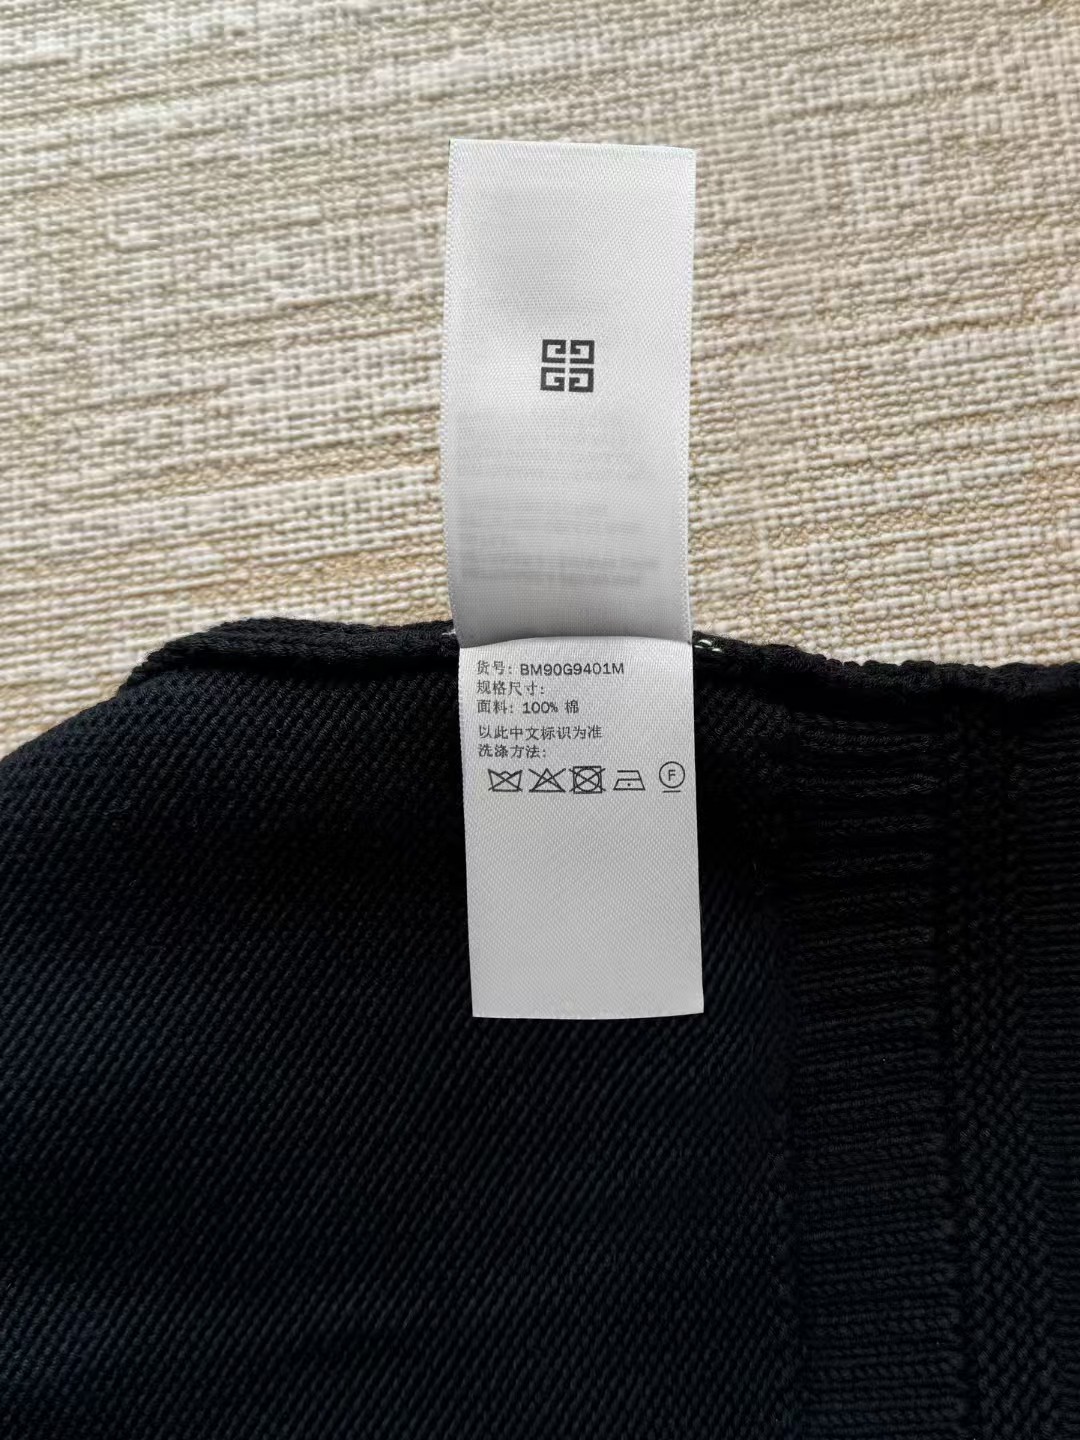 货号: BM90G9401M
规格尺寸:
面料: 100% 棉
以此中文标识为准
洗涤方法:
F